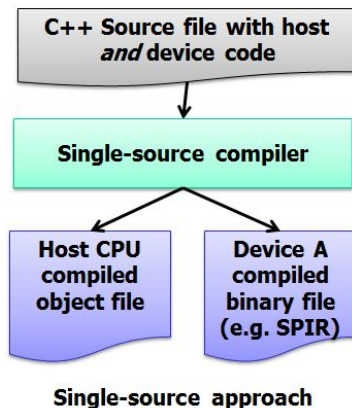 C++ Source file with host
and device code
Single-source compiler
Host CPU
compiled
object file
Device A
compiled
binary file
(e.g. SPIR)
Single-source approach